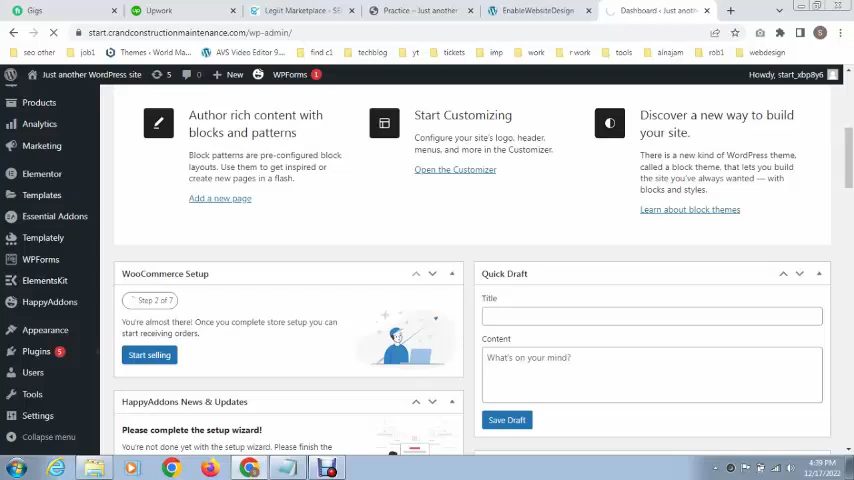 Gigs
Upwork
Legiit Marketplace - SE
Practice – Just another
EnableWebsiteDesign
Dashboard ‹ Just anoth
start.crandconstructionmaintenance.com/wp-admin/
seo other
job1
Themes ‹ World Ma...
AVS Video Editor 9...
find c1
techblog
yt
tickets
imp
work
r work
tools
alnajam
rob1
webdesign
Just another WordPress site
5
0
+ New
WPForms
1
Howdy, start_xbp8y6
Products
Analytics
Marketing
Elementor
Templates
Essential Addons
Templately
WPForms
ElementsKit
HappyAddons
Appearance
Plugins 5
Users
Tools
Settings
Collapse menu
Author rich content with
blocks and patterns
Block patterns are pre-configured block
layouts. Use them to get inspired or
create new pages in a flash.
Add a new page
Start Customizing
Configure your site's logo, header,
menus, and more in the Customizer.
Open the Customizer
Discover a new way to build
your site.
There is a new kind of WordPress theme,
called a block theme, that lets you build
the site you've always wanted — with
blocks and styles.
Learn about block themes
WooCommerce Setup
Step 2 of 7
You're almost there! Once you complete store setup you can
start receiving orders.
Start selling
HappyAddons News & Updates
Please complete the setup wizard!
You're not done yet with the setup wizard. Please finish the
Quick Draft
Title
Content
What's on your mind?
Save Draft
4:39 PM
12/17/2022